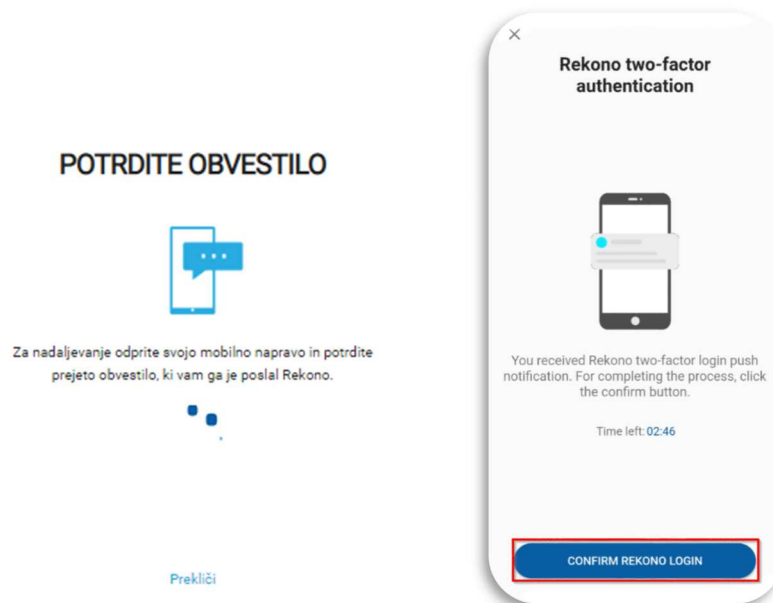 POTRDITE OBVESTILO
Za nadaljevanje odprite svojo mobilno napravo in potrdite
prejeto obvestilo, ki vam ga je poslal Rekono.
Prekliči
Rekono two-factor
authentication
You received Rekono two-factor login push
notification. For completing the process, click
the confirm button.
Time left: 02:46
CONFIRM REKONO LOGIN